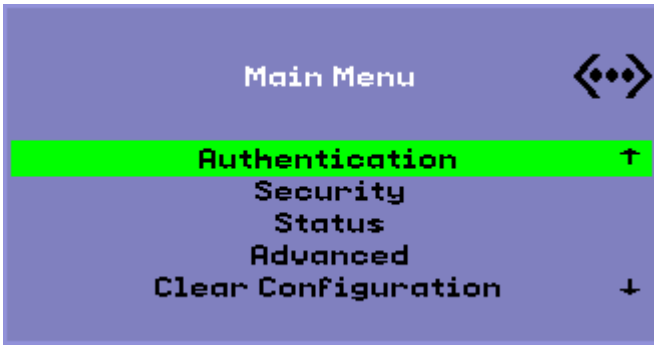 Main Menu
Authentication ↑
Security
Status
Advanced
Clear Configuration ↓